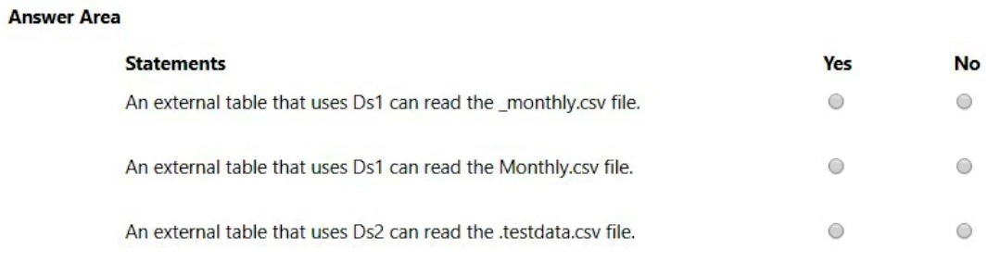 Answer Area
Statements Yes No
An external table that uses Ds1 can read the _monthly.csv file.
An external table that uses Ds1 can read the Monthly.csv file.
An external table that uses Ds2 can read the .testdata.csv file.